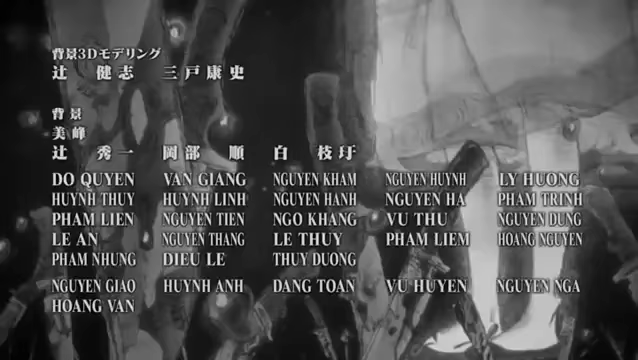 背景3Dモデリング
辻 健志 三戸康史
背景
美峰
辻 秀一 岡部 順 白 枝玗
DO QUYEN VAN GIANG NGUYEN KHAM NGUYEN HUYNH LY HUONG
HUYNH THUY HUYNH LINH NGUYEN HANH NGUYEN HA PHAM TRINH
PHAM LIEN NGUYEN TIEN NGO KHANG VU THU NGUYEN DUNG
LE AN NGUYEN THANG LE THUY PHAM LIEM HOANG NGUYEN
PHAM NHUNG DIEU LE THUY DUONG
NGUYEN GIAO HUYNH ANH DANG TOAN VU HUYEN NGUYEN NGA
HOANG VAN